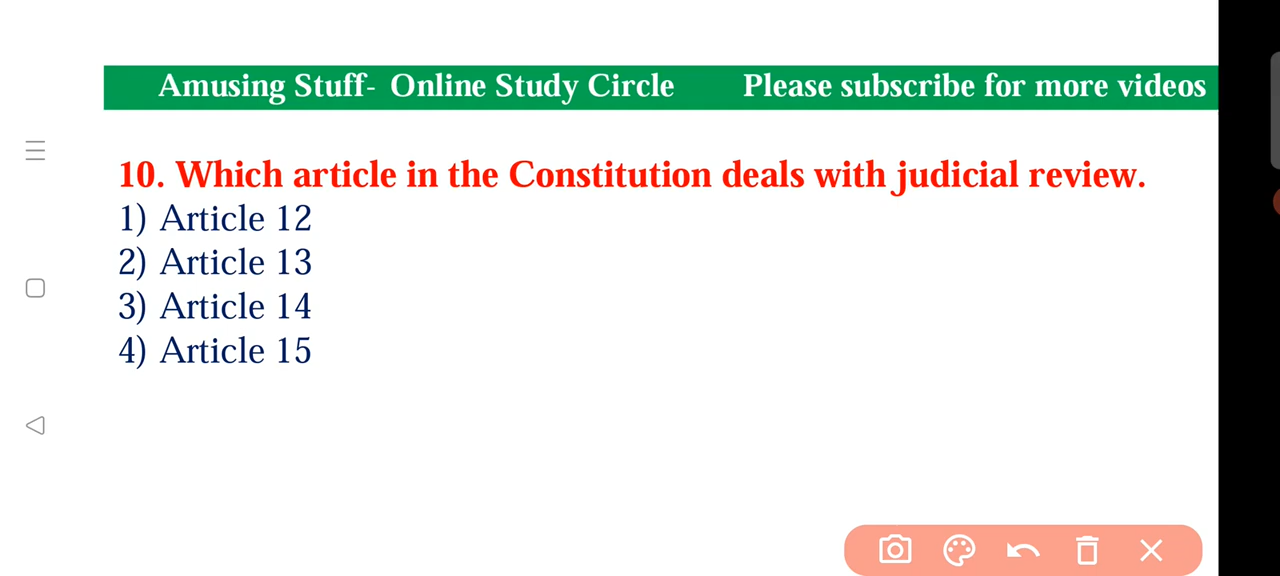 Amusing Stuff- Online Study Circle Please subscribe for more videos
10. Which article in the Constitution deals with judicial review.
1) Article 12
2) Article 13
3) Article 14
4) Article 15